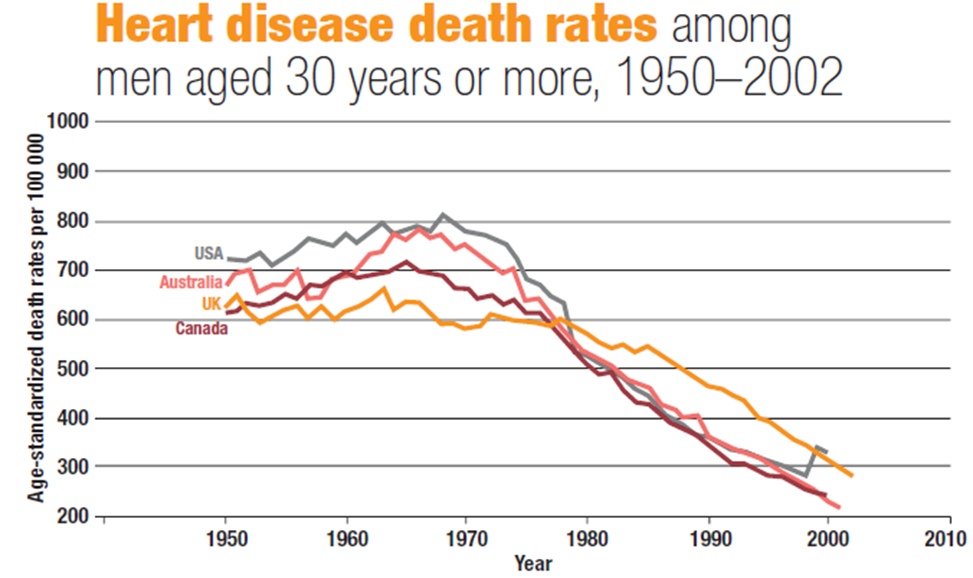 Heart disease death rates among
men aged 30 years or more, 1950–2002
Age-standardized death rates per 100 000
1000
900
800
700
600
500
400
300
200
USA
Australia
UK
Canada
1950 1960 1970 1980 1990 2000 2010
Year